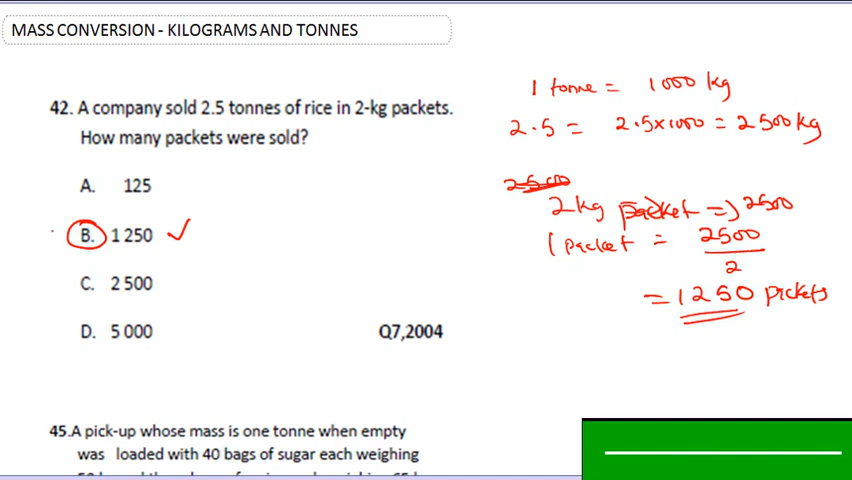 MASS CONVERSION - KILOGRAMS AND TONNES
42. A company sold 2.5 tonnes of rice in 2-kg packets.
How many packets were sold?
A. 125
B. 1 250 ✓
C. 2 500
D. 5 000
Q7,2004
1 tonne = 1000 kg
2.5 = 2.5x1000 = 2500 kg
2500
2kg packet => 2500
1 packet = 2500
2
= 1250 pickets
45.A pick-up whose mass is one tonne when empty
was loaded with 40 bags of sugar each weighing